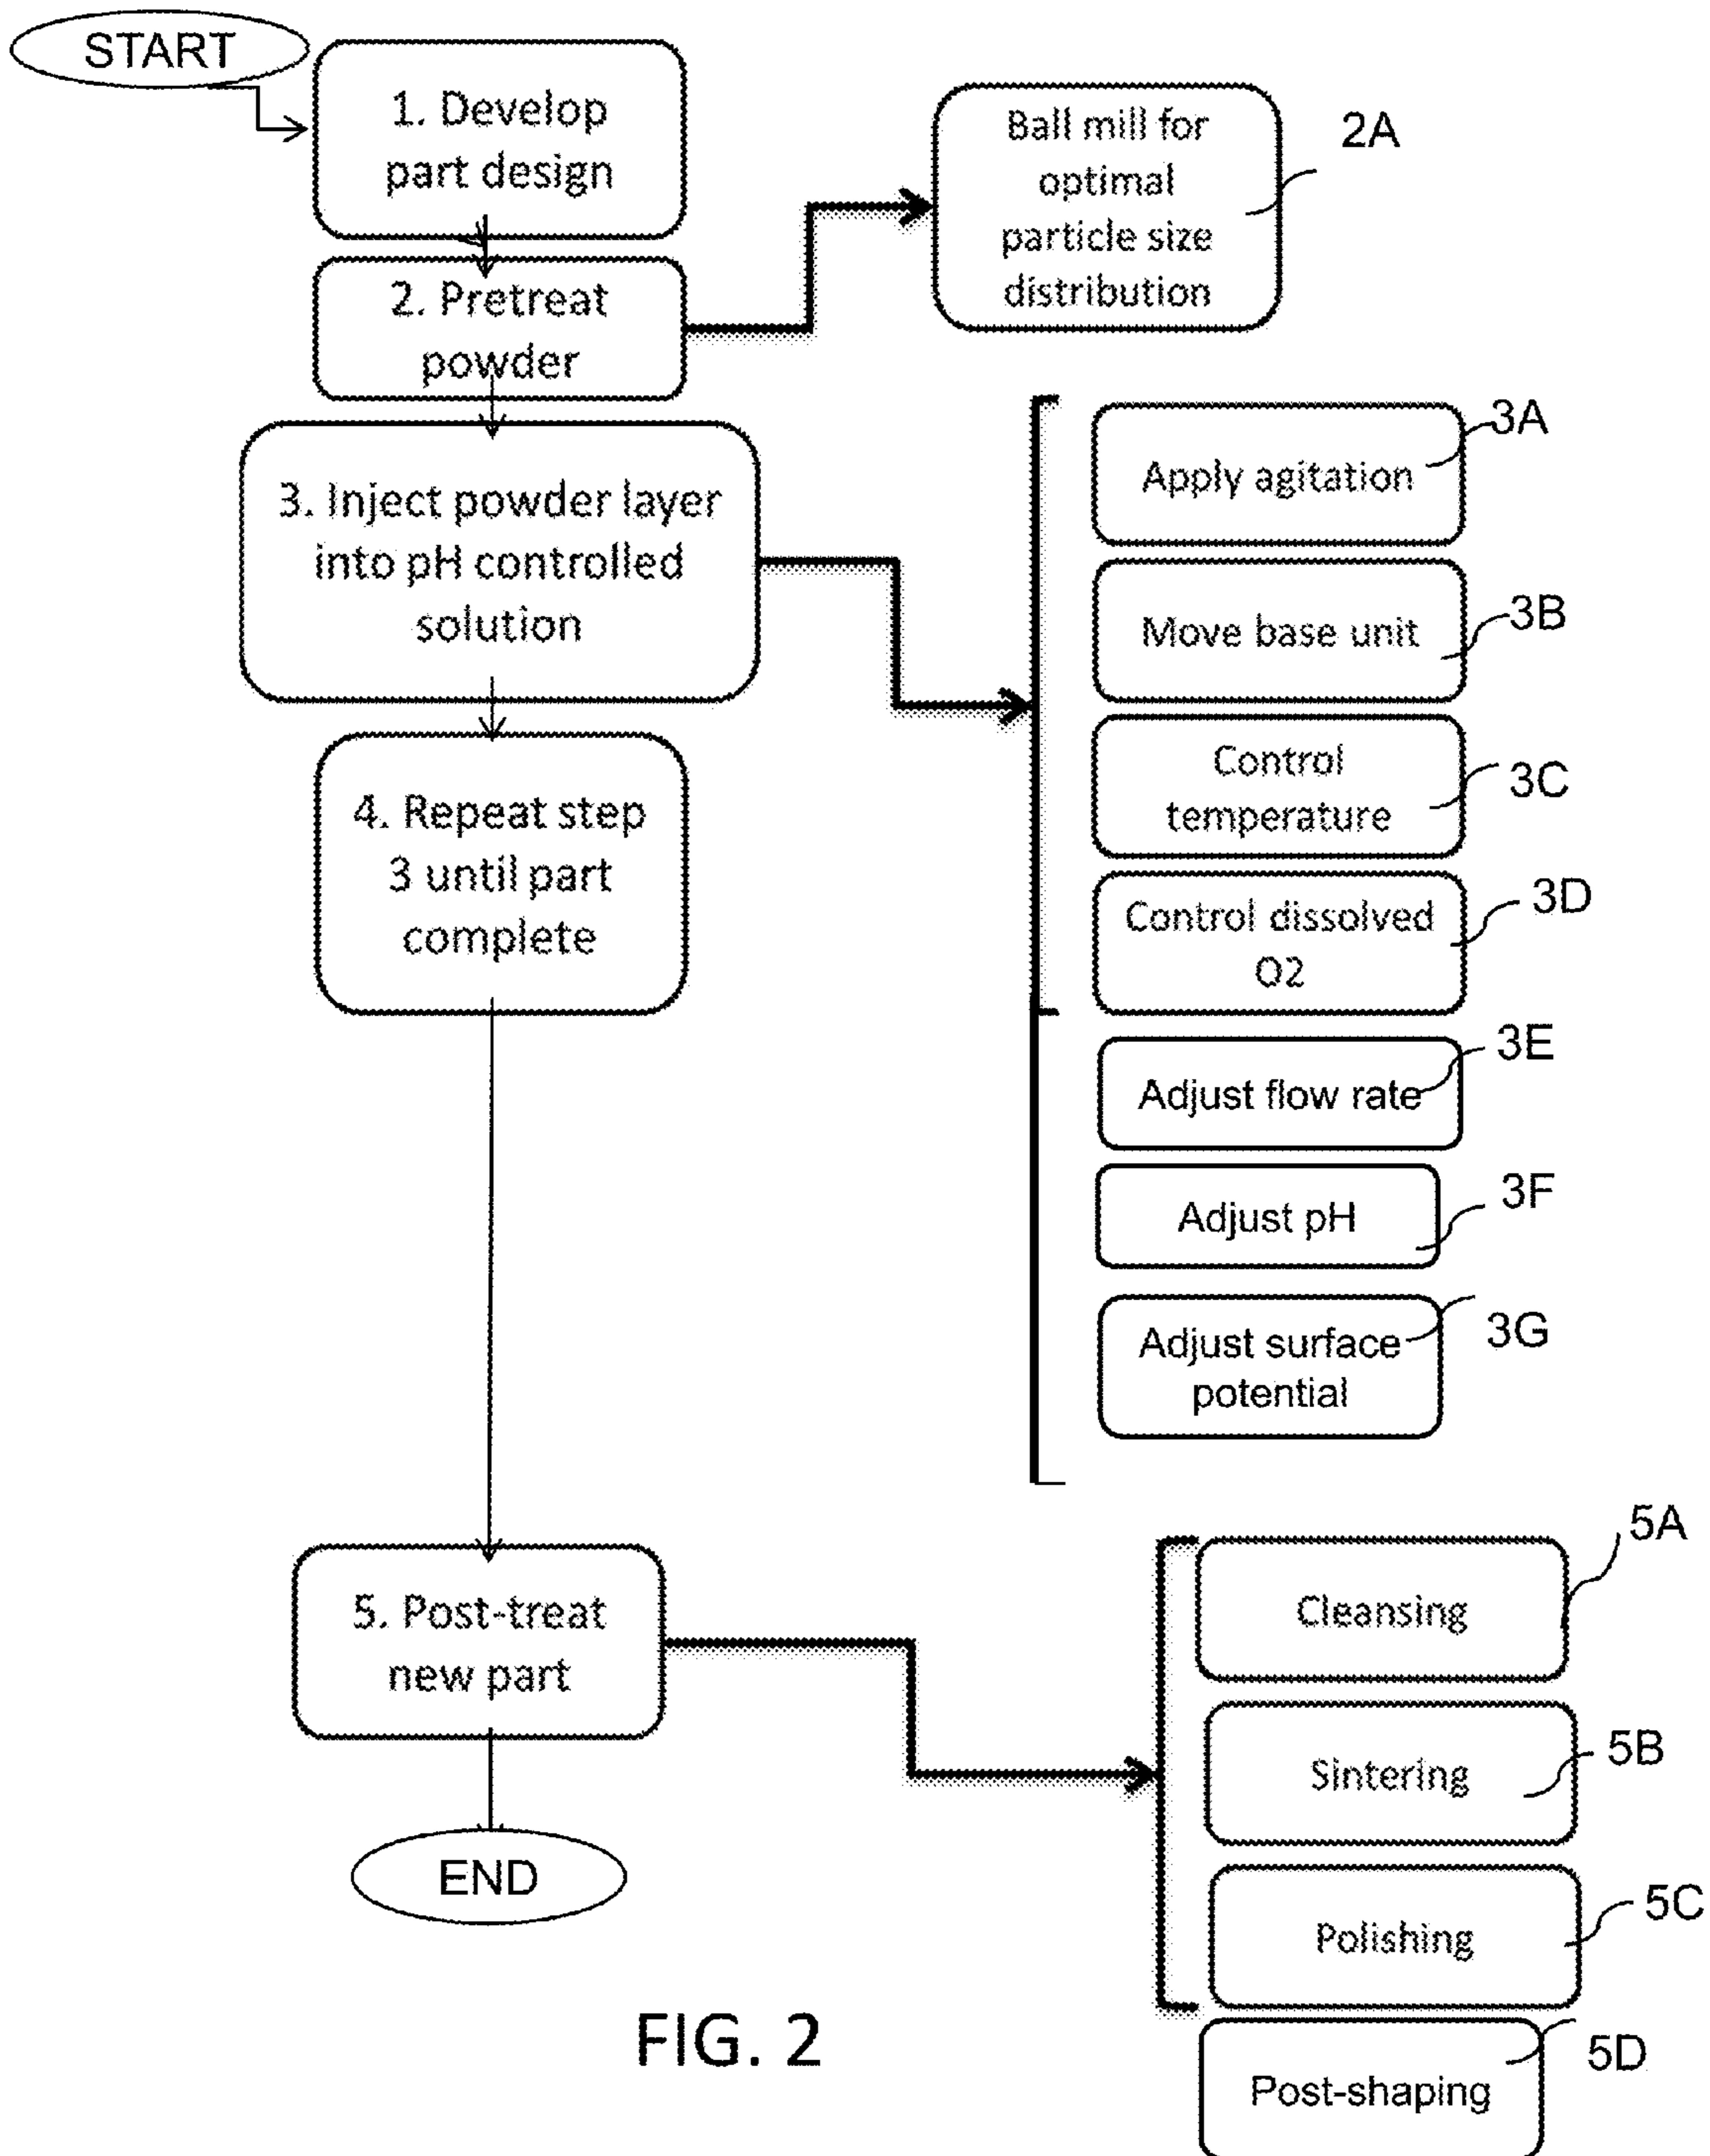 START
1. Develop
part design
2. Pretreat
powder
Ball mill for
optimal
particle size
distribution
2A
3. Inject powder layer
into pH controlled
solution
4. Repeat step
3 until part
complete
Apply agitation
3A
Move base unit
3B
Control
temperature
3C
Control dissolved
O2
3D
Adjust flow rate
3E
Adjust pH
3F
Adjust surface
potential
3G
5. Post-treat
new part
END
Cleansing
5A
Sintering
5B
Polishing
5C
Post-shaping
5D
FIG. 2